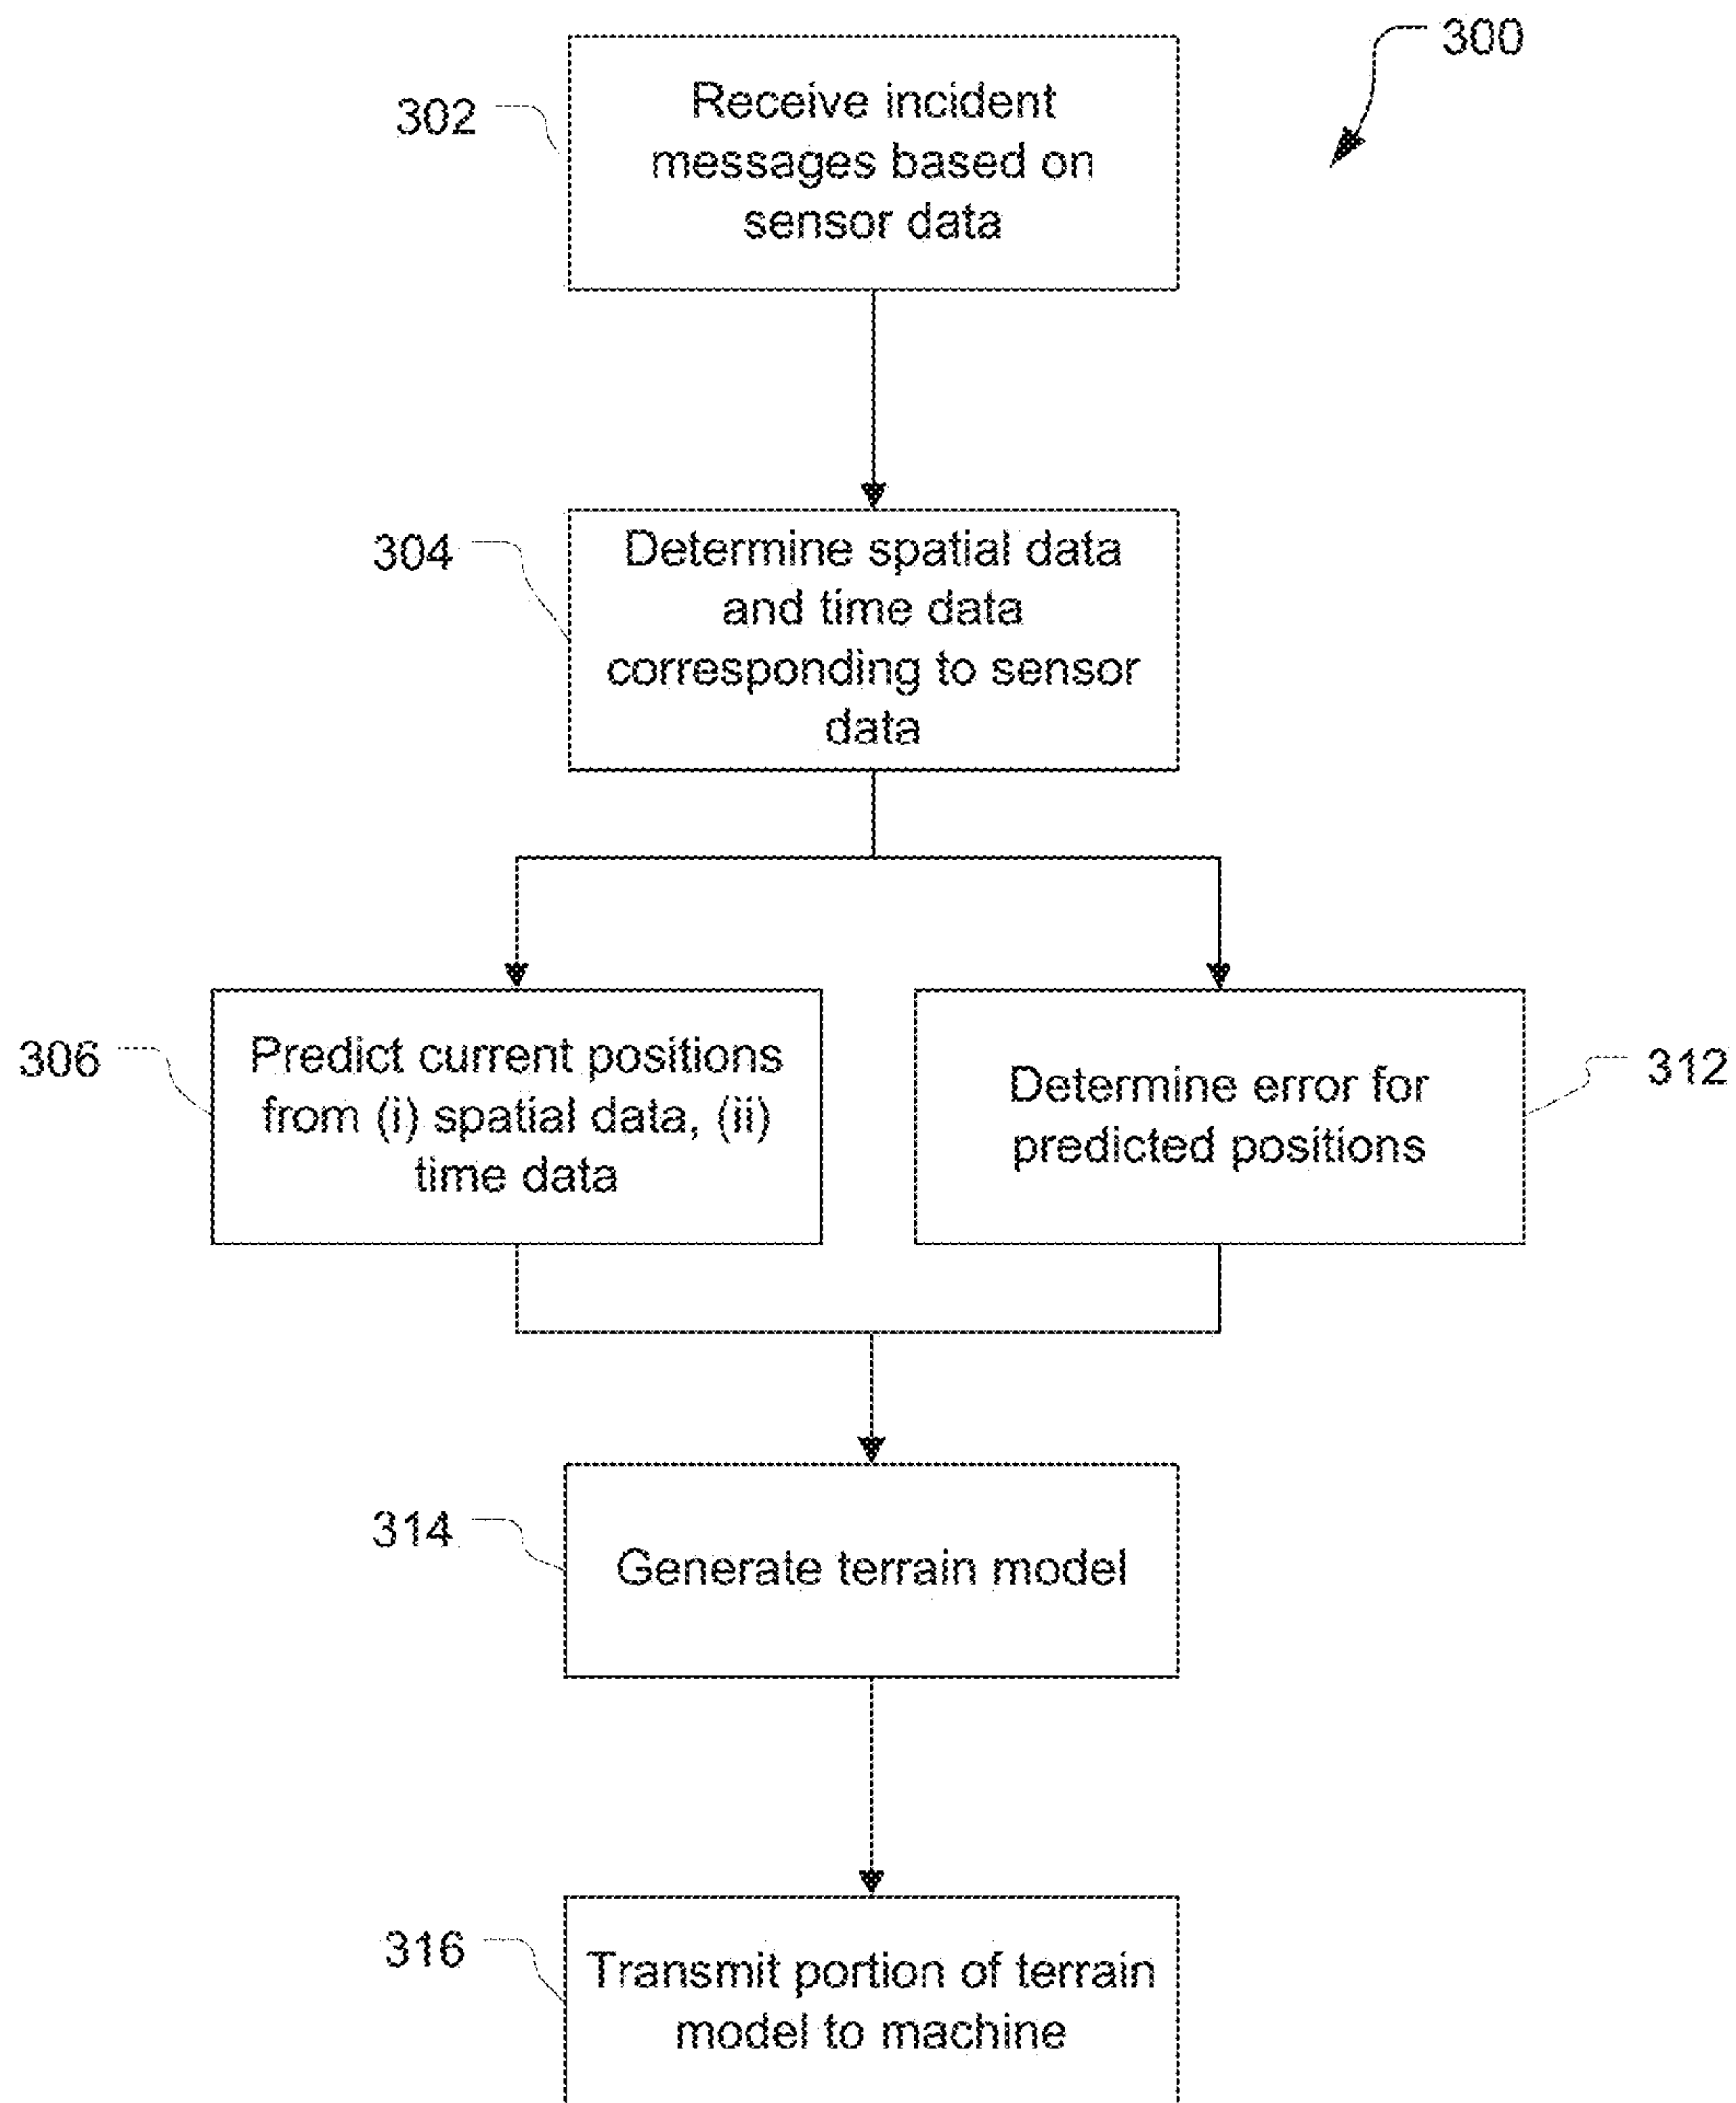 300
302
Receive incident
messages based on
sensor data
304
Determine spatial data
and time data
corresponding to sensor
data
306
Predict current positions
from (i) spatial data, (ii)
time data
Determine error for
predicted positions
312
314
Generate terrain model
316
Transmit portion of terrain
model to machine